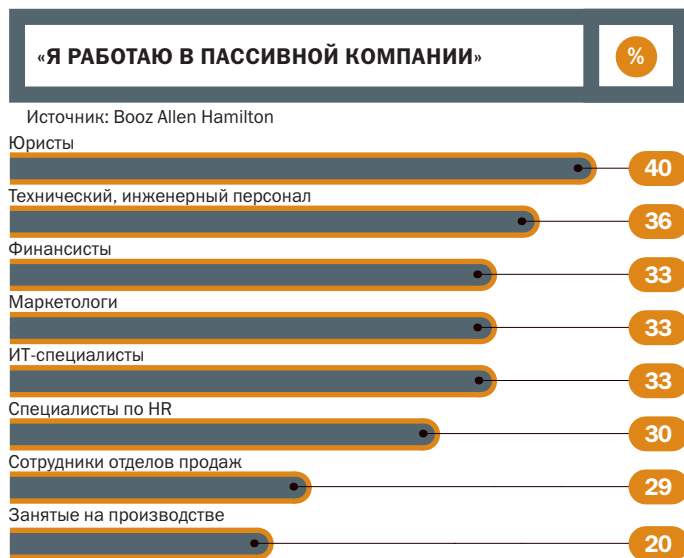 «Я РАБОТАЮ В ПАССИВНОЙ КОМПАНИИ»
%
Источник: Booz Allen Hamilton
Юристы
40
Технический, инженерный персонал
36
Финансисты
33
Маркетологи
33
ИТ-специалисты
33
Специалисты по HR
30
Сотрудники отделов продаж
29
Занятые на производстве
20